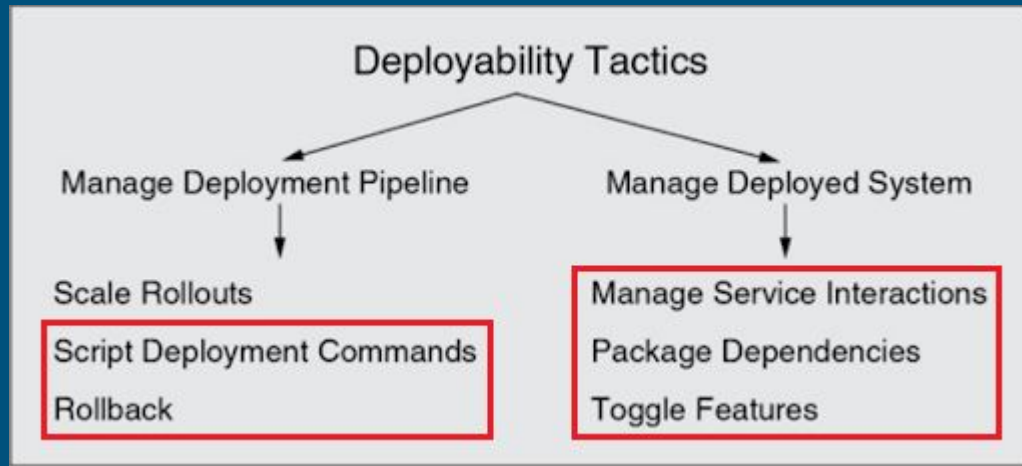 Deployability Tactics
Manage Deployment Pipeline
Manage Deployed System
Scale Rollouts
Script Deployment Commands
Rollback
Manage Service Interactions
Package Dependencies
Toggle Features